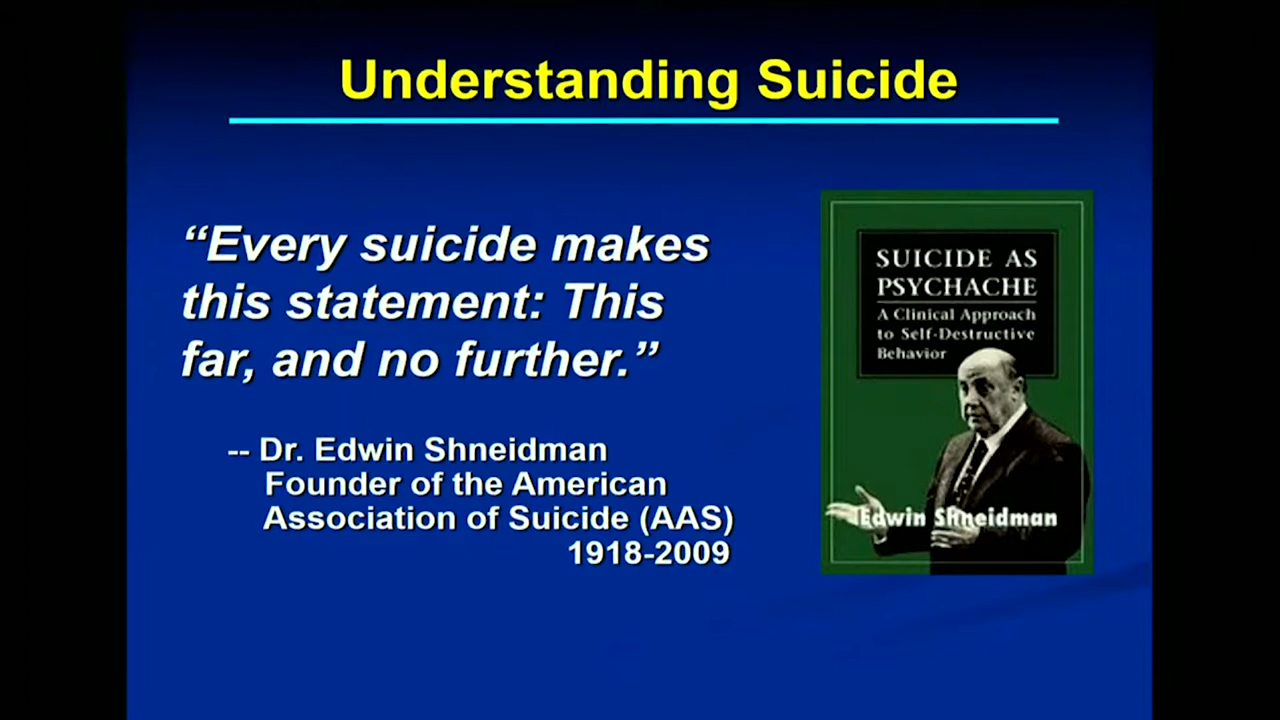 Understanding Suicide
“Every suicide makes
this statement: This
far, and no further.”
-- Dr. Edwin Shneidman
Founder of the American
Association of Suicide (AAS)
1918-2009
SUICIDE AS
PSYCHACHE
A Clinical Approach
to Self-Destructive
Behavior
Edwin Shneidman